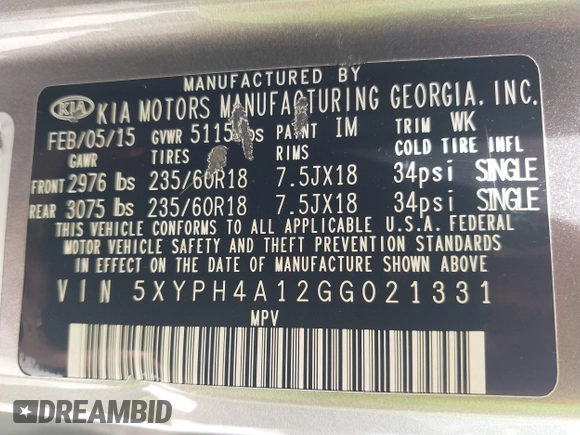 MANUFACTURED BY
KIA KIA MOTORS MANUFACTURING GEORGIA, INC.
FEB/05/15 GVWR 5115 lbs PAINT IM TRIM WK
GAWR TIRES RIMS COLD TIRE INFL
FRONT 2976 lbs 235/60R18 7.5JX18 34psi SINGLE
REAR 3075 lbs 235/60R18 7.5JX18 34psi SINGLE
THIS VEHICLE CONFORMS TO ALL APPLICABLE U.S.A. FEDERAL
MOTOR VEHICLE SAFETY AND THEFT PREVENTION STANDARDS
IN EFFECT ON THE DATE OF MANUFACTURE SHOWN ABOVE
VIN 5XYPH4A12GG021331
MPV
DREAMBID